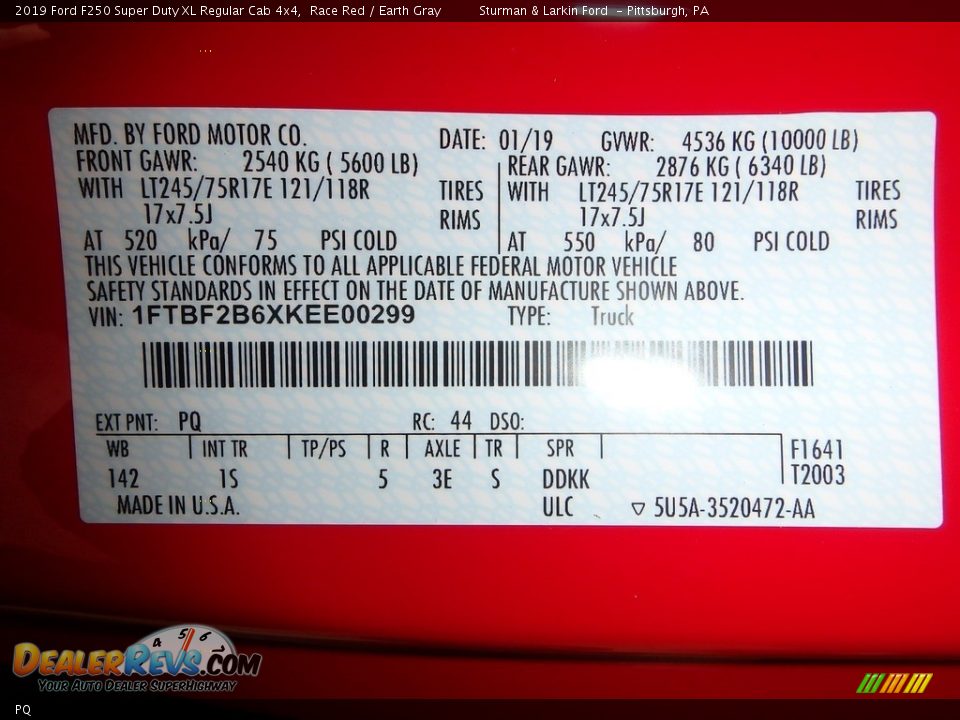 2019 Ford F250 Super Duty XL Regular Cab 4x4, Race Red / Earth Gray Sturman & Larkin Ford - Pittsburgh, PA
...
MFD. BY FORD MOTOR CO. DATE: 01/19 GVWR: 4536 KG (10000 LB)
FRONT GAWR: 2540 KG ( 5600 LB) REAR GAWR: 2876 KG ( 6340 LB)
WITH LT245/75R17E 121/118R TIRES WITH LT245/75R17E 121/118R TIRES
17x7.5J RIMS 17x7.5J RIMS
AT 520 kPa/ 75 PSI COLD AT 550 kPa/ 80 PSI COLD
THIS VEHICLE CONFORMS TO ALL APPLICABLE FEDERAL MOTOR VEHICLE
SAFETY STANDARDS IN EFFECT ON THE DATE OF MANUFACTURE SHOWN ABOVE.
VIN: 1FTBF2B6XKEE00299 TYPE: Truck
EXT PNT: PQ RC: 44 DSO:
WB INT TR TP/PS R AXLE TR SPR F1641
142 1S 5 3E S DDKK T2003
MADE IN U.S.A. ULC ▽ 5U5A-3520472-AA
4 5 6
DEALERREVS.COM
YOUR AUTO DEALER SUPERHIGHWAY
PQ